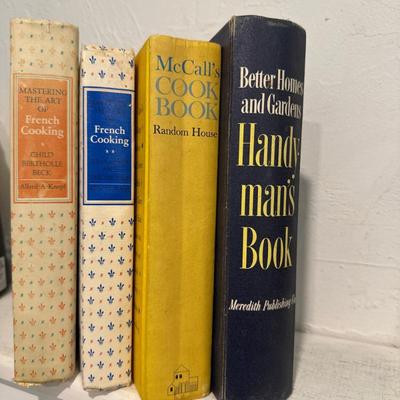 MASTERING
THE ART
OF
French
Cooking
CHILD
BERTHOLLE
BECK
Alfred · A · Knopf
French
Cooking
**
McCall's
COOK
BOOK
Random House
Better Homes
and Gardens
Handy-
man's
Book
Meredith Publishing